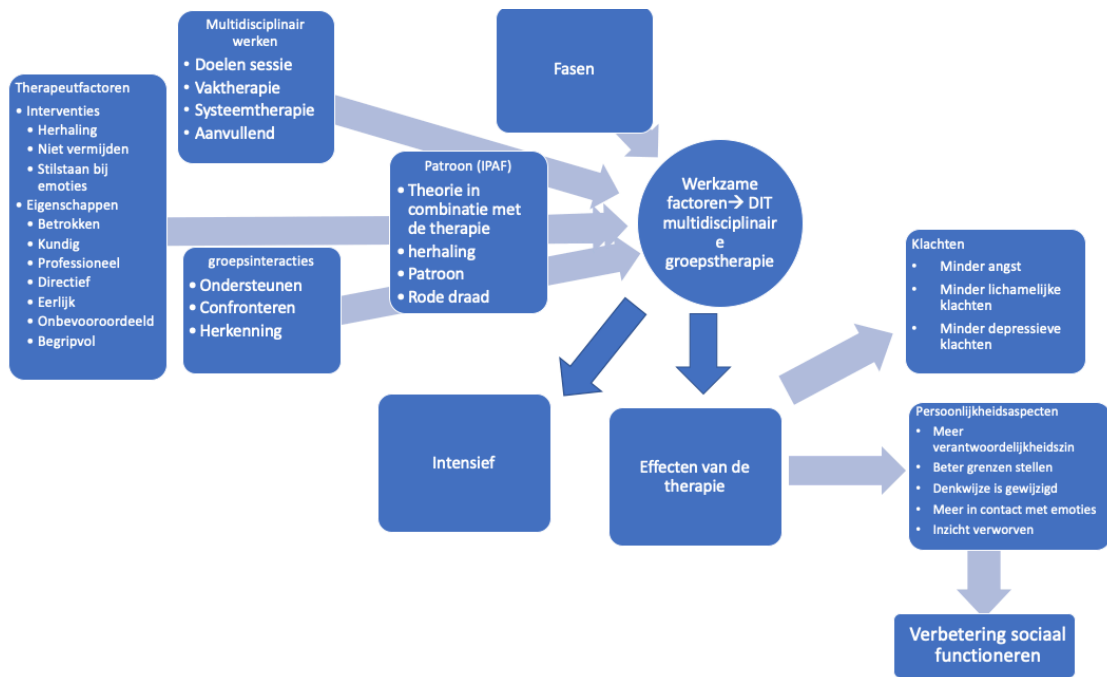 Multidisciplinair
werken
• Doelen sessie
• Vaktherapie
• Systeemtherapie
• Aanvullend
Fasen
Therapeutfactoren
• Interventies
• Herhaling
• Niet vermijden
• Stilstaan bij
emoties
• Eigenschappen
• Betrokken
• Kundig
• Professioneel
• Directief
• Eerlijk
• Onbevooroordeeld
• Begripvol
Patroon (IPAF)
• Theorie in
combinatie met
de therapie
• herhaling
• Patroon
• Rode draad
groepsinteracties
• Ondersteunen
• Confronteren
• Herkenning
Werkzame
factoren→ DIT
multidisciplinair
e
groepstherapie
Klachten
• Minder angst
• Minder lichamelijke
klachten
• Minder depressieve
klachten
Intensief
Effecten van de
therapie
Persoonlijkheidsaspecten
• Meer
verantwoordelijkheidszin
• Beter grenzen stellen
• Denkwijze is gewijzigd
• Meer in contact met emoties
• Inzicht verworven
Verbetering sociaal
functioneren